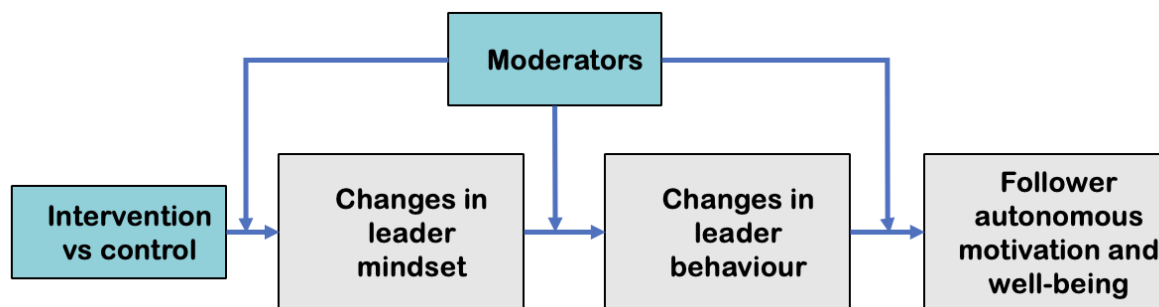 Moderators
Intervention
vs control
Changes in
leader
mindset
Changes in
leader
behaviour
Follower
autonomous
motivation and
well-being